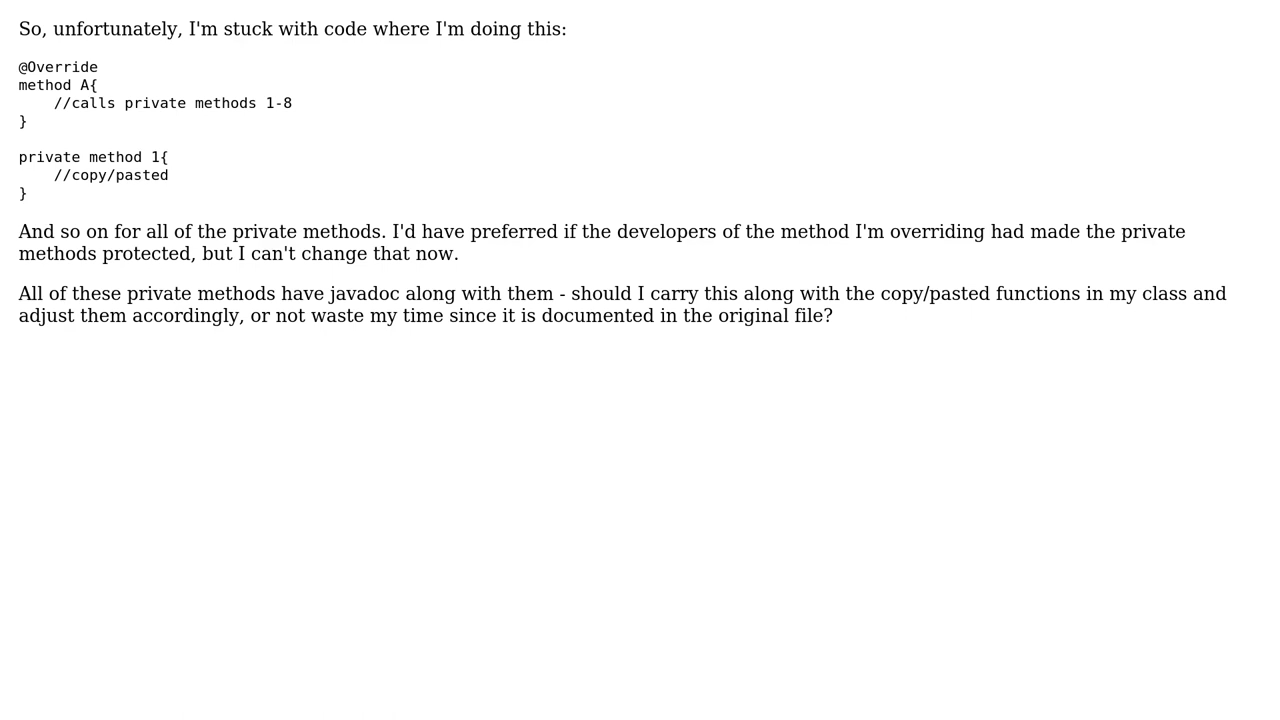 So, unfortunately, I'm stuck with code where I'm doing this:
@Override
method A{
    //calls private methods 1-8
}
private method 1{
    //copy/pasted
}
And so on for all of the private methods. I'd have preferred if the developers of the method I'm overriding had made the private
methods protected, but I can't change that now.
All of these private methods have javadoc along with them - should I carry this along with the copy/pasted functions in my class and
adjust them accordingly, or not waste my time since it is documented in the original file?